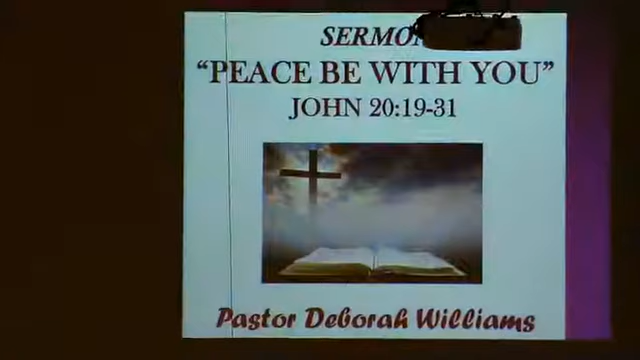 SERMO
"PEACE BE WITH YOU"
JOHN 20:19-31
Pastor Deborah Williams